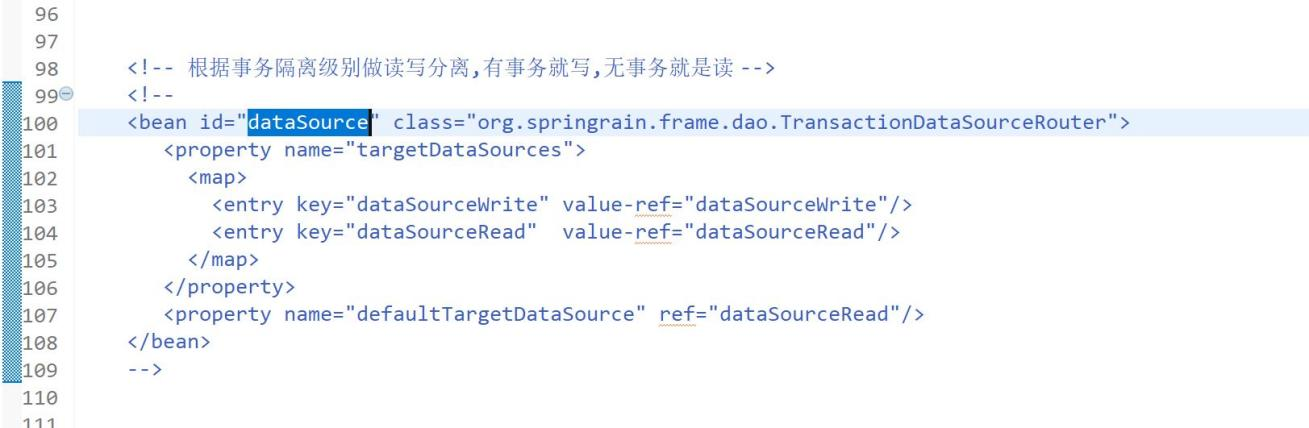 96
97
98 <!-- 根据事务隔离级别做读写分离,有事务就写,无事务就是读 -->
99 <!--
100 <bean id="dataSource" class="org.springrain.frame.dao.TransactionDataSourceRouter">
101 <property name="targetDataSources">
102 <map>
103 <entry key="dataSourceWrite" value-ref="dataSourceWrite"/>
104 <entry key="dataSourceRead"  value-ref="dataSourceRead"/>
105 </map>
106 </property>
107 <property name="defaultTargetDataSource" ref="dataSourceRead"/>
108 </bean>
109 -->
110
111